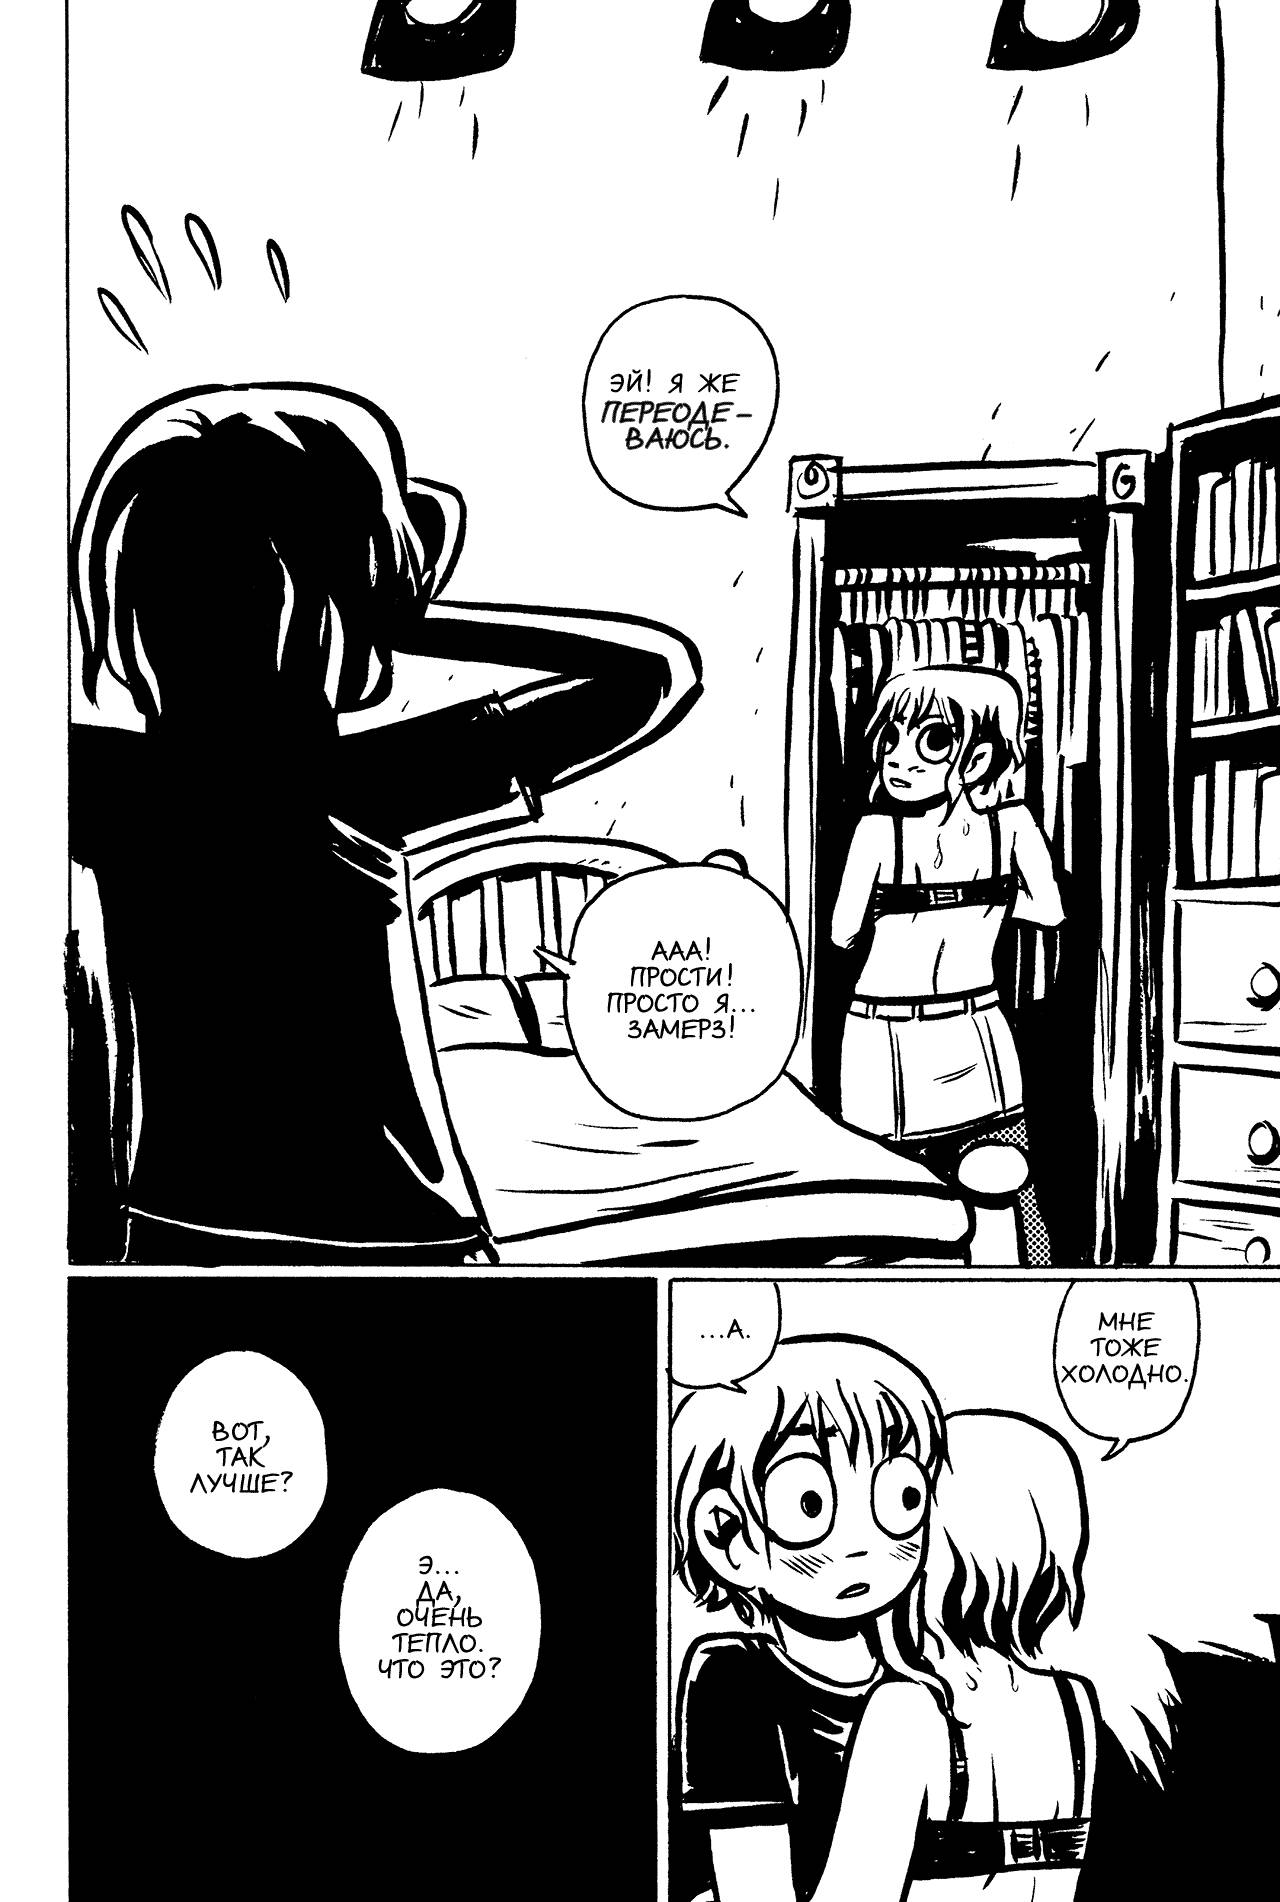 ЭЙ! Я ЖЕ
ПЕРЕОДЕ–
ВАЮСЬ.
ААА!
ПРОСТИ!
ПРОСТО Я...
ЗАМЕРЗ!
ВОТ,
ТАК
ЛУЧШЕ?
Э...
ДА,
ОЧЕНЬ
ТЕПЛО.
ЧТО ЭТО?
...А.
МНЕ
ТОЖЕ
ХОЛОДНО.